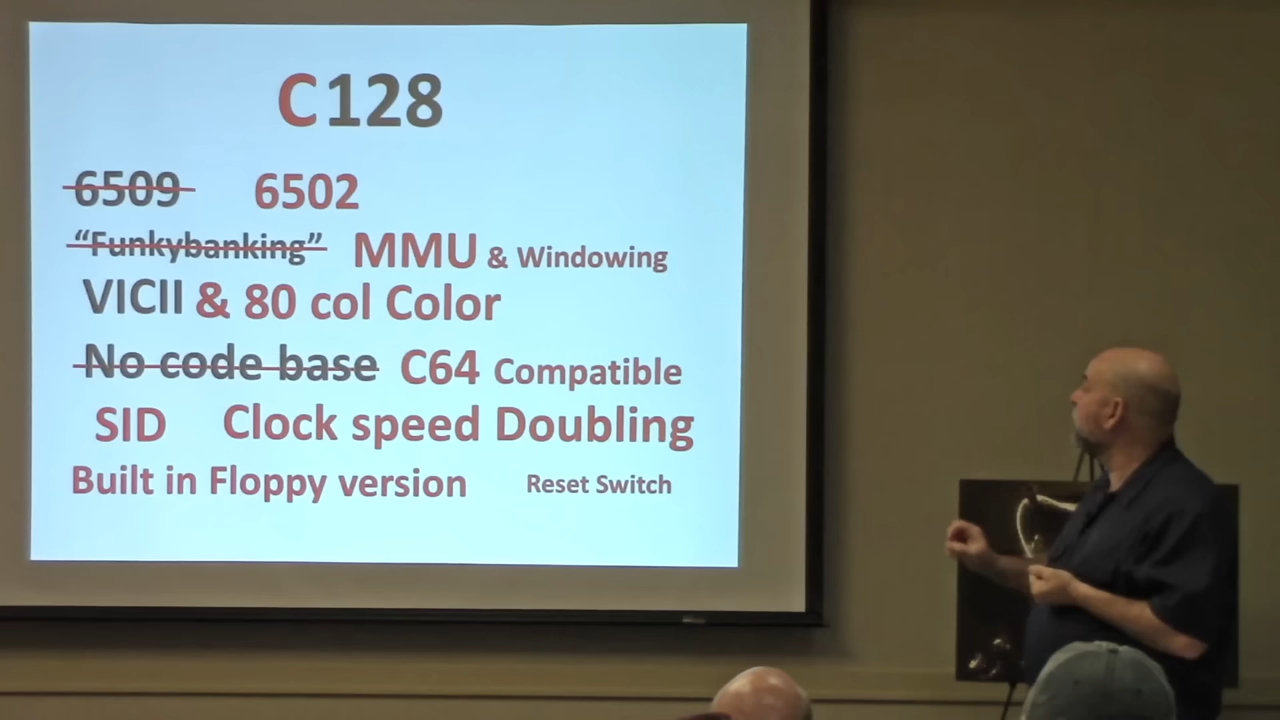 C128
6509 6502
“Funkybanking” MMU & Windowing
VICII & 80 col Color
No code base C64 Compatible
SID Clock speed Doubling
Built in Floppy version Reset Switch